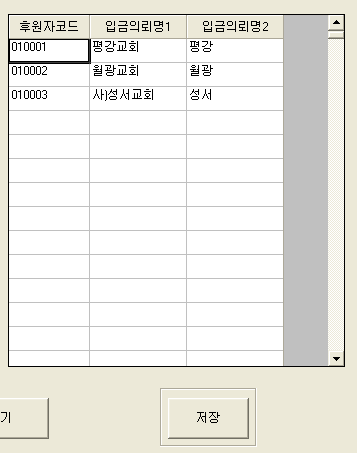 후원자코드 입금의뢰명1 입금의뢰명2
010001 평강교회 평강
010002 월광교회 월광
010003 사)성서교회 성서
기 저장